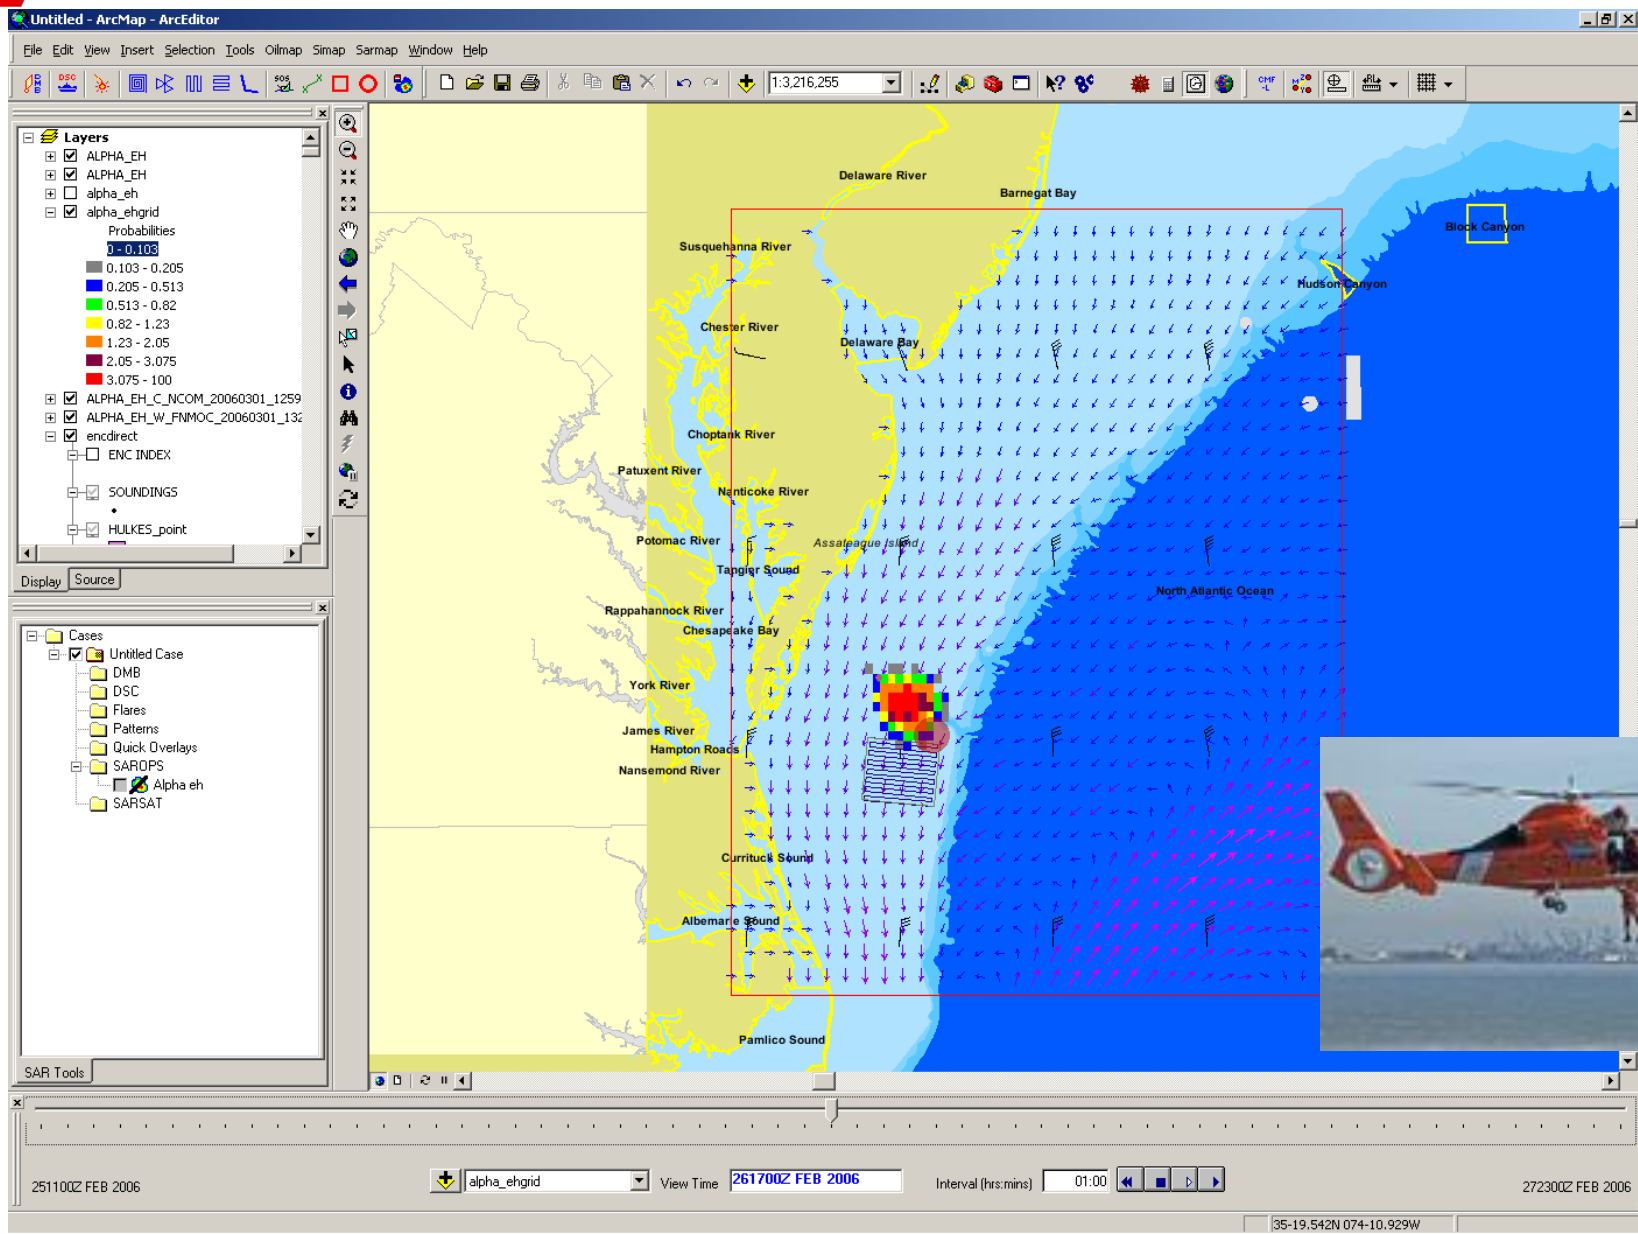 Untitled - ArcMap - ArcEditor
File Edit View Insert Selection Tools Oilmap Simap Sarmap Window Help
1:3,216,255
Layers
ALPHA_EH
ALPHA_EH
alpha_eh
alpha_ehgrid
Probabilities
0 - 0.103
0.103 - 0.205
0.205 - 0.513
0.513 - 0.82
0.82 - 1.23
1.23 - 2.05
2.05 - 3.075
3.075 - 100
ALPHA_EH_C_NCOM_20060301_1259
ALPHA_EH_W_FNMOC_20060301_132
encdirect
ENC INDEX
SOUNDINGS
HULKES_point
Display Source
Cases
Untitled Case
DMB
DSC
Flares
Patterns
Quick Overlays
SAROPS
Alpha eh
SARSAT
SAR Tools
Delaware River
Barnegat Bay
Block Canyon
Susquehanna River
Hudson Canyon
Chester River
Delaware Bay
Choptank River
Patuxent River
Nanticoke River
Potomac River
Assateague Island
Tangier Sound
North Atlantic Ocean
Rappahannock River
Chesapeake Bay
York River
James River
Hampton Roads
Nansemond River
Currituck Sound
Albemarle Sound
Pamlico Sound
251100Z FEB 2006
alpha_ehgrid
View Time 261700Z FEB 2006
Interval (hrs:mins) 01:00
272300Z FEB 2006
35-19.542N 074-10.929W